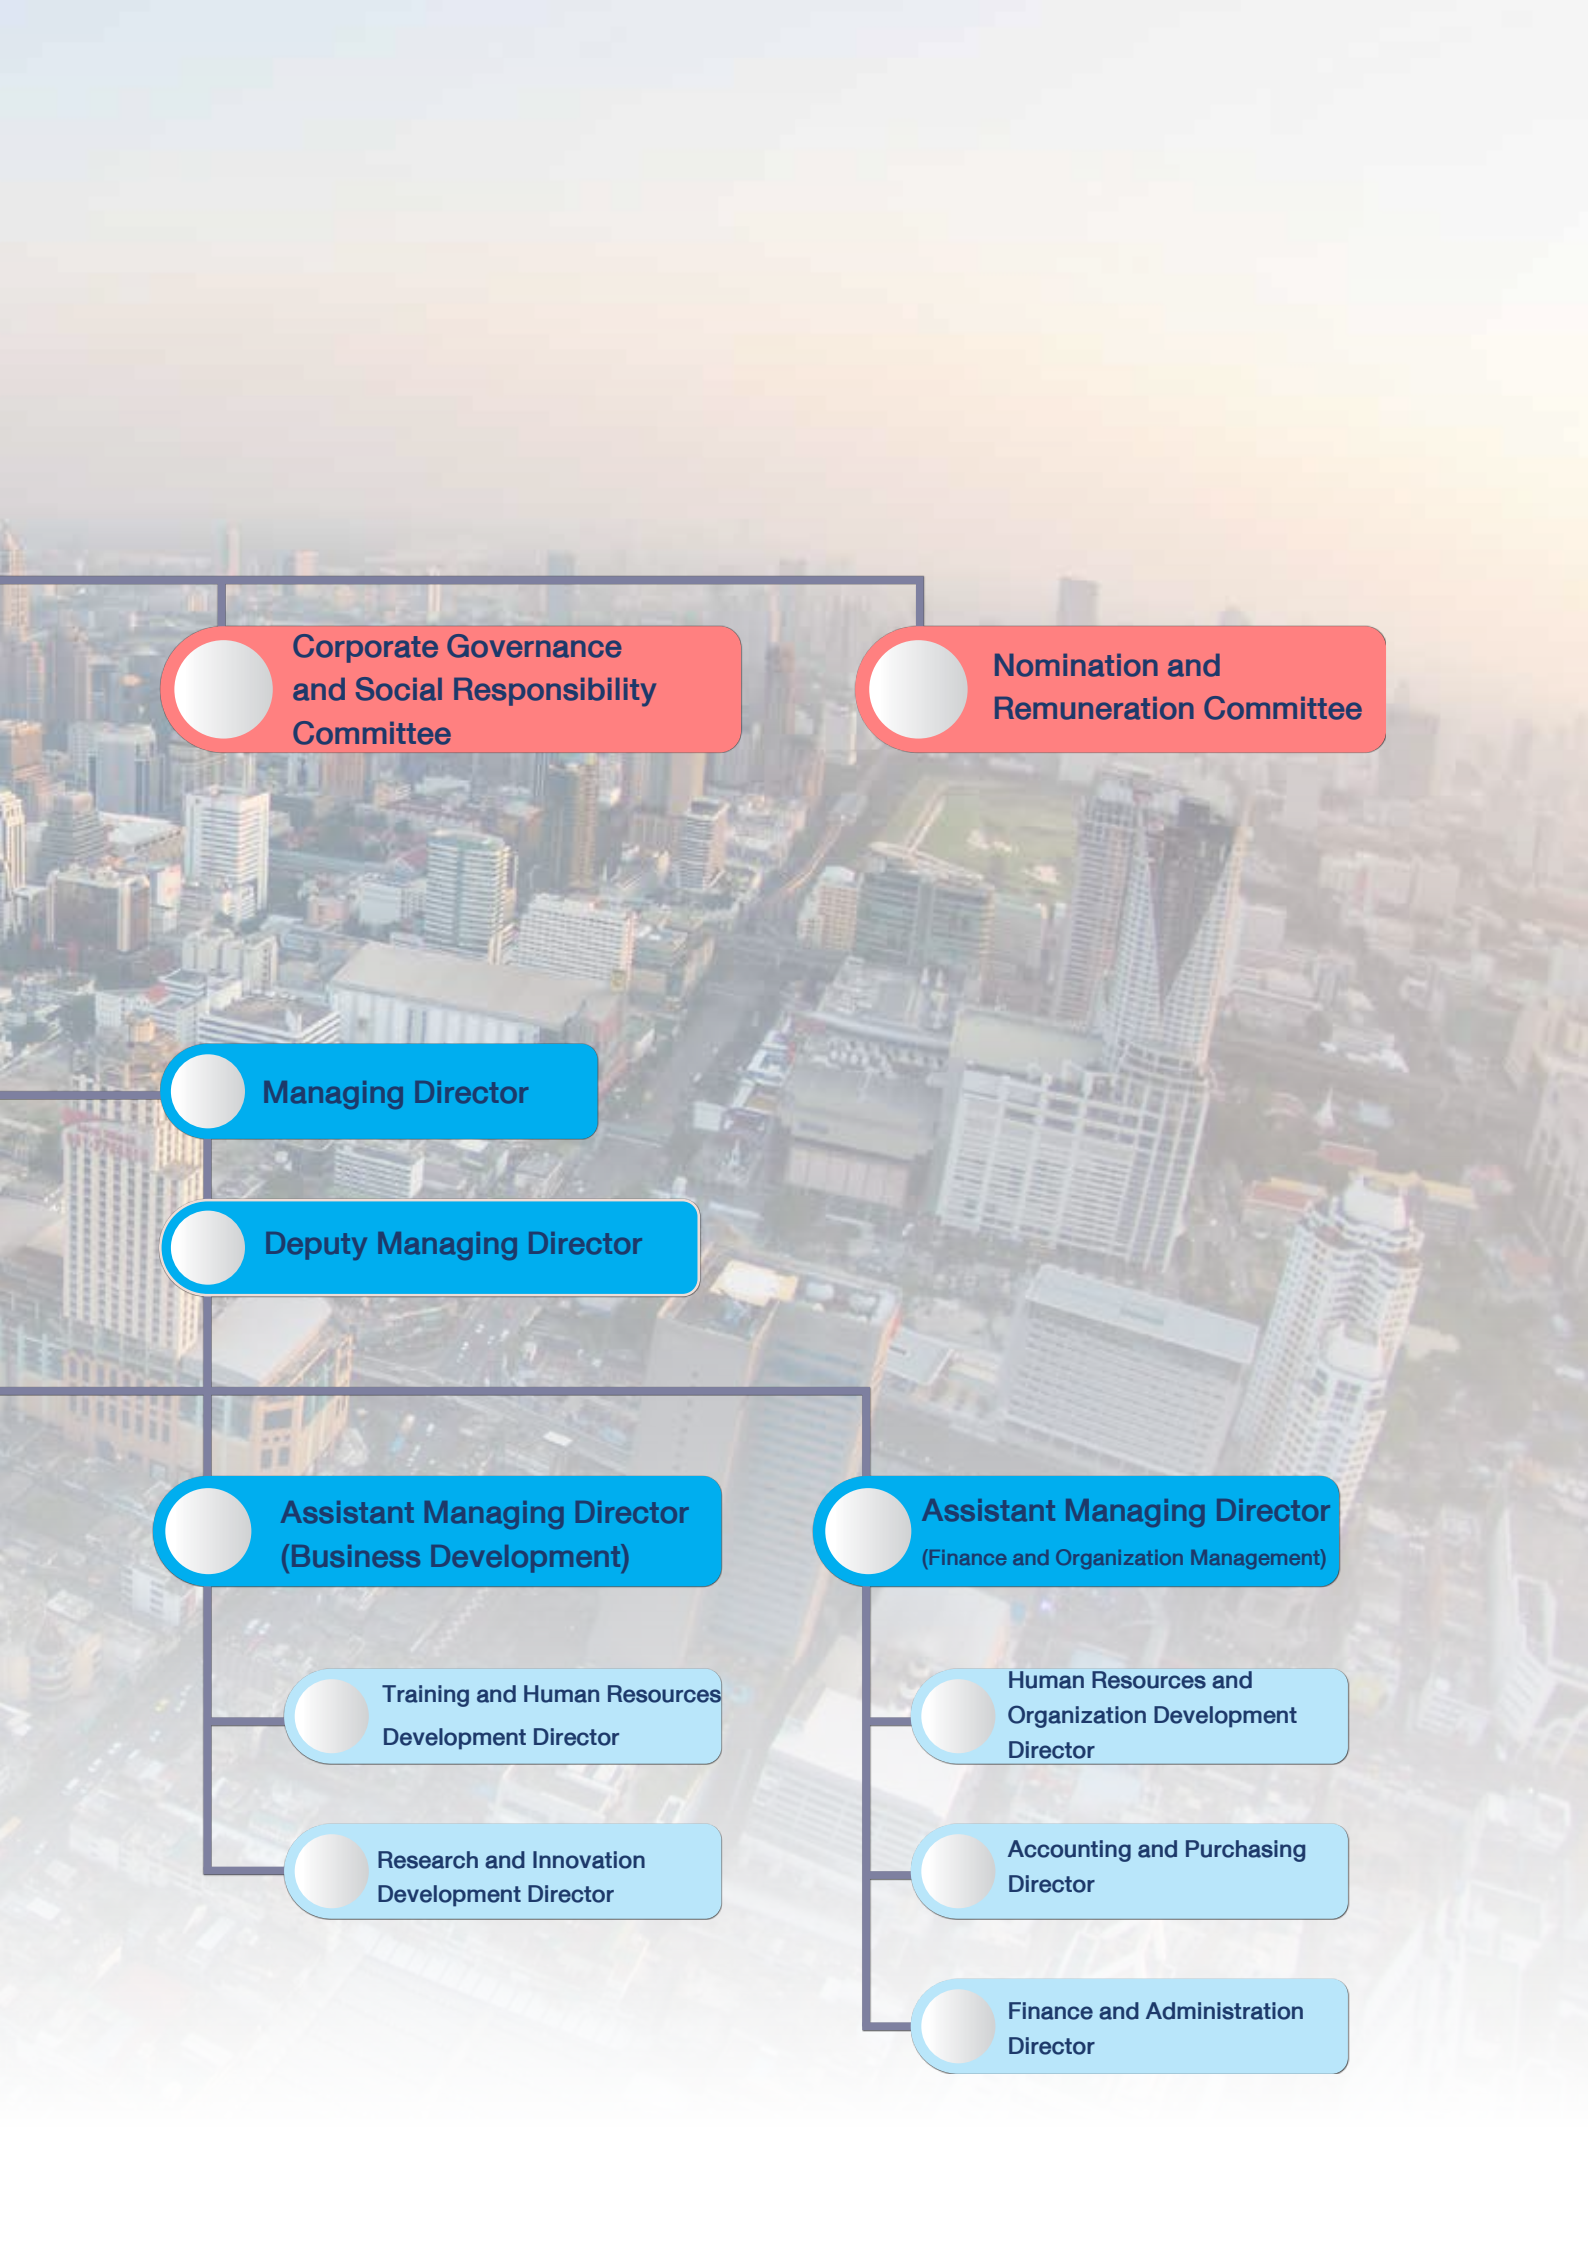 Corporate Governance
and Social Responsibility
Committee
Nomination and
Remuneration Committee
Managing Director
Deputy Managing Director
Assistant Managing Director
(Business Development)
Assistant Managing Director
(Finance and Organization Management)
Training and Human Resources
Development Director
Human Resources and
Organization Development
Director
Research and Innovation
Development Director
Accounting and Purchasing
Director
Finance and Administration
Director